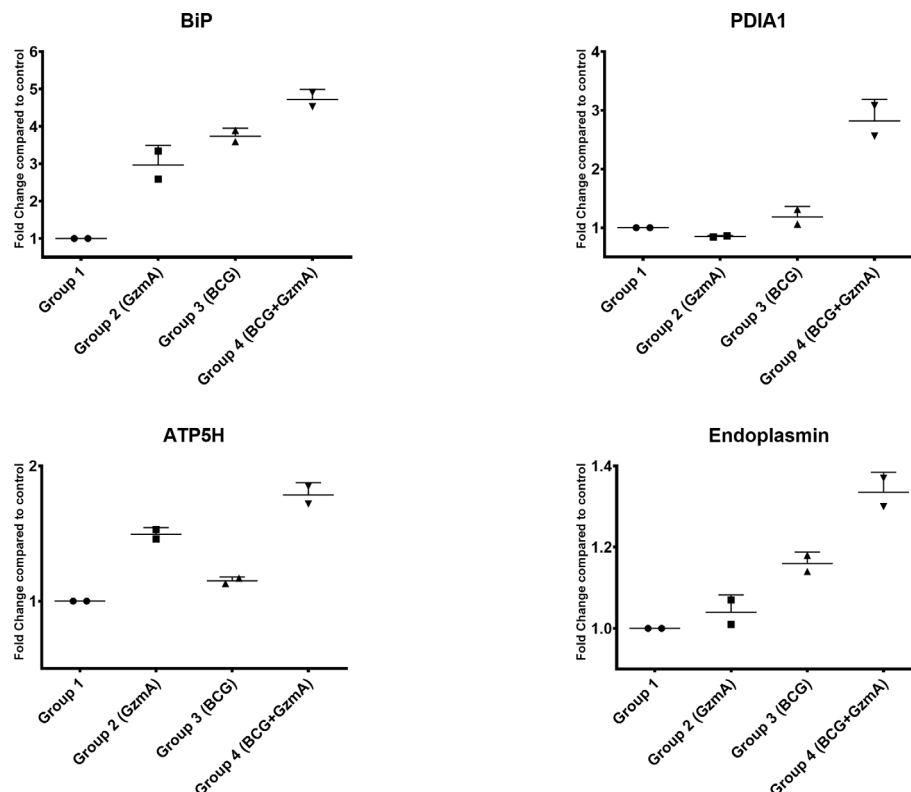 BiP
Fold Change compared to control
6
5
4
3
2
1
Group 1
Group 2 (GzmA)
Group 3 (BCG)
Group 4 (BCG+GzmA)
PDIA1
Fold Change compared to control
4
3
2
1
Group 1
Group 2 (GzmA)
Group 3 (BCG)
Group 4 (BCG+GzmA)
ATP5H
Fold Change compared to control
2
1
Group 1
Group 2 (GzmA)
Group 3 (BCG)
Group 4 (BCG+GzmA)
Endoplasmin
Fold Change compared to control
1.4
1.2
1.0
Group 1
Group 2 (GzmA)
Group 3 (BCG)
Group 4 (BCG+GzmA)